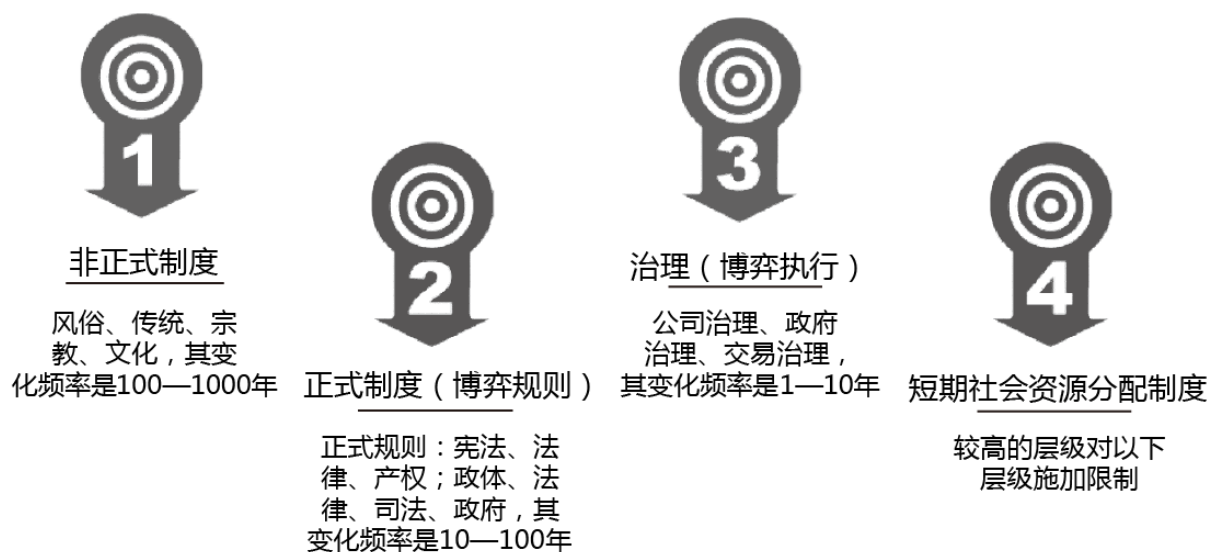 1
非正式制度
风俗、传统、宗
教、文化，其变
化频率是100—1000年
2
正式制度（博弈规则）
正式规则：宪法、法
律、产权；政体、法
律、司法、政府，其
变化频率是10—100年
3
治理（博弈执行）
公司治理、政府
治理、交易治理，
其变化频率是1—10年
4
短期社会资源分配制度
较高的层级对以下
层级施加限制